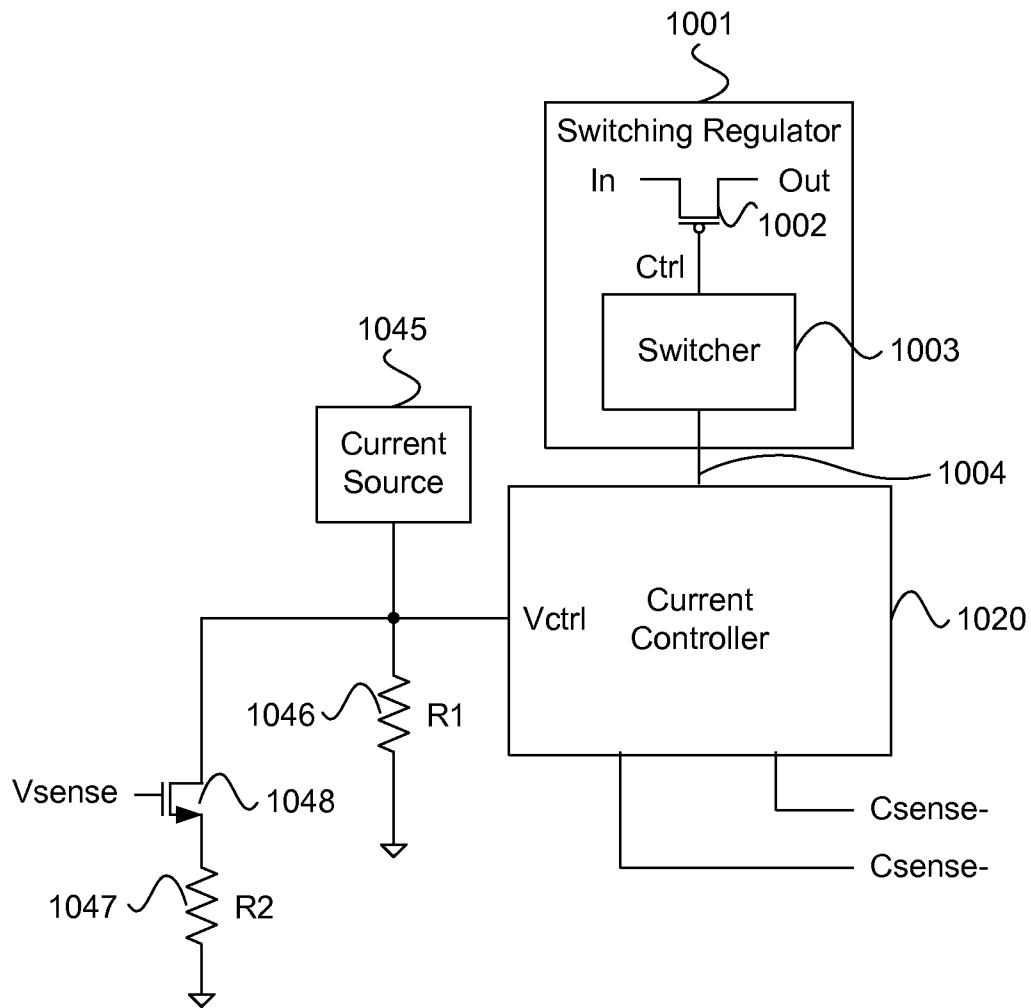 1001
Switching Regulator
In
Out
1002
Ctrl
Switcher
1003
1045
Current
Source
1004
Vctrl
Current
Controller
1020
1046
R1
Vsense
1048
Csense-
Csense-
1047
R2